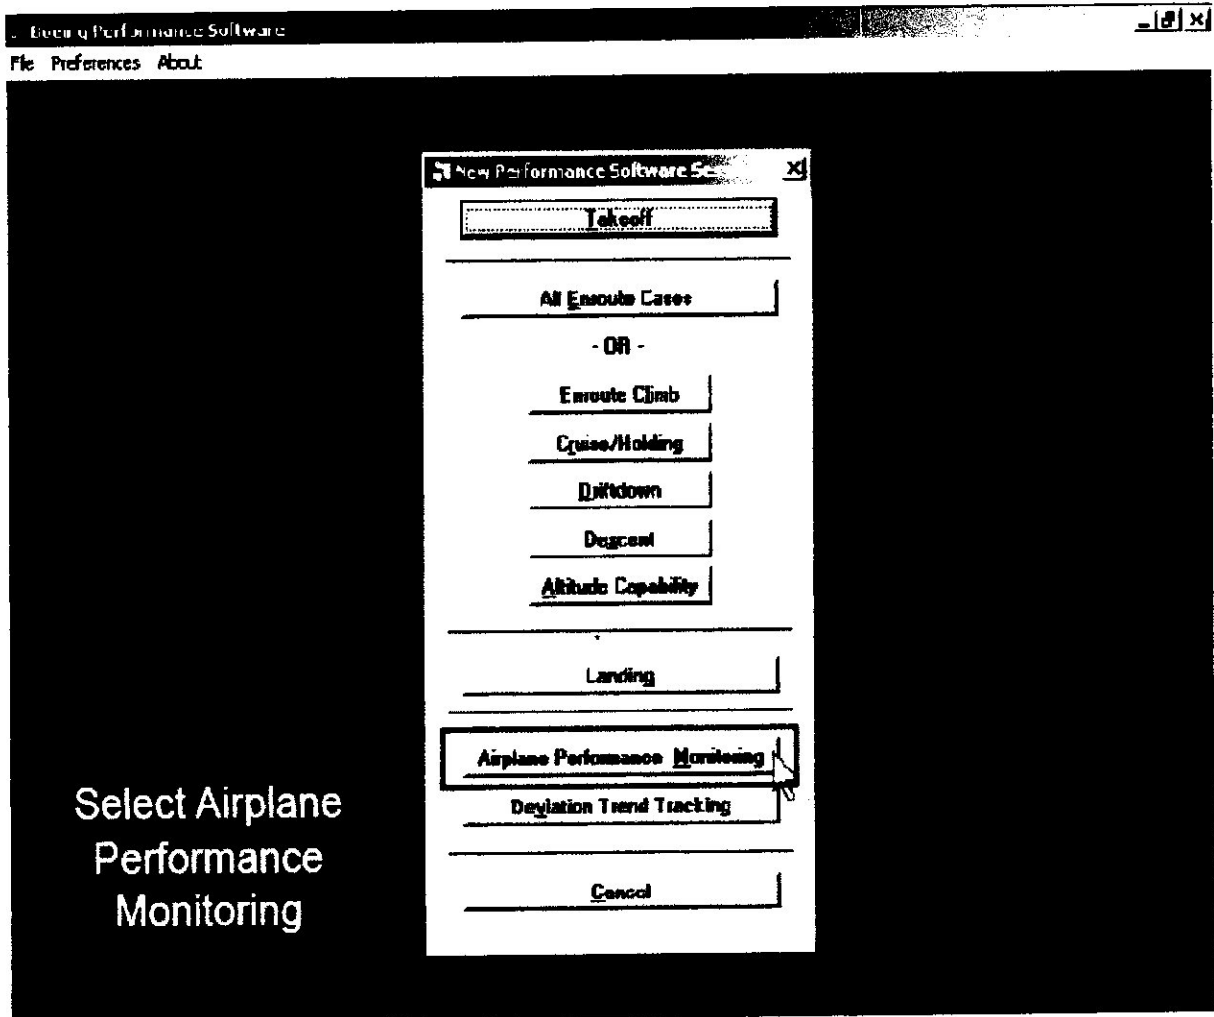 Boeing Performance Software
File Preferences About
New Performance Software Se
Takeoff
All Enroute Cases
- OR -
Enroute Climb
Cruise/Holding
Driftdown
Descent
Altitude Capability
Landing
Airplane Performance Monitoring
Deviation Trend Tracking
Cancel
Select Airplane
Performance
Monitoring